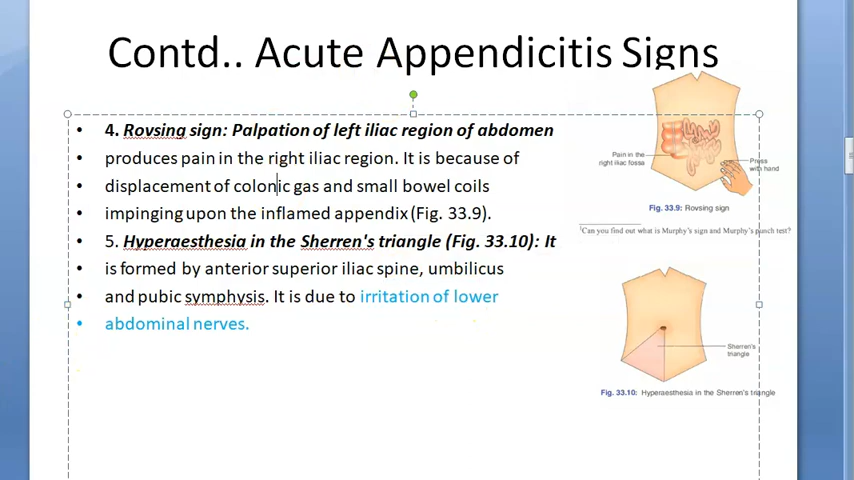 Contd.. Acute Appendicitis Signs
• 4. Rovsing sign: Palpation of left iliac region of abdomen
• produces pain in the right iliac region. It is because of
• displacement of colonic gas and small bowel coils
• impinging upon the inflamed appendix (Fig. 33.9).
• 5. Hyperaesthesia in the Sherren's triangle (Fig. 33.10): It
• is formed by anterior superior iliac spine, umbilicus
• and pubic symphysis. It is due to irritation of lower
• abdominal nerves.
Pain in the
right iliac fossa
Press
with hand
Fig. 33.9: Rovsing sign
1Can you find out what is Murphy's sign and Murphy's punch test?
Sherren's
triangle
Fig. 33.10: Hyperaesthesia in the Sherren's triangle